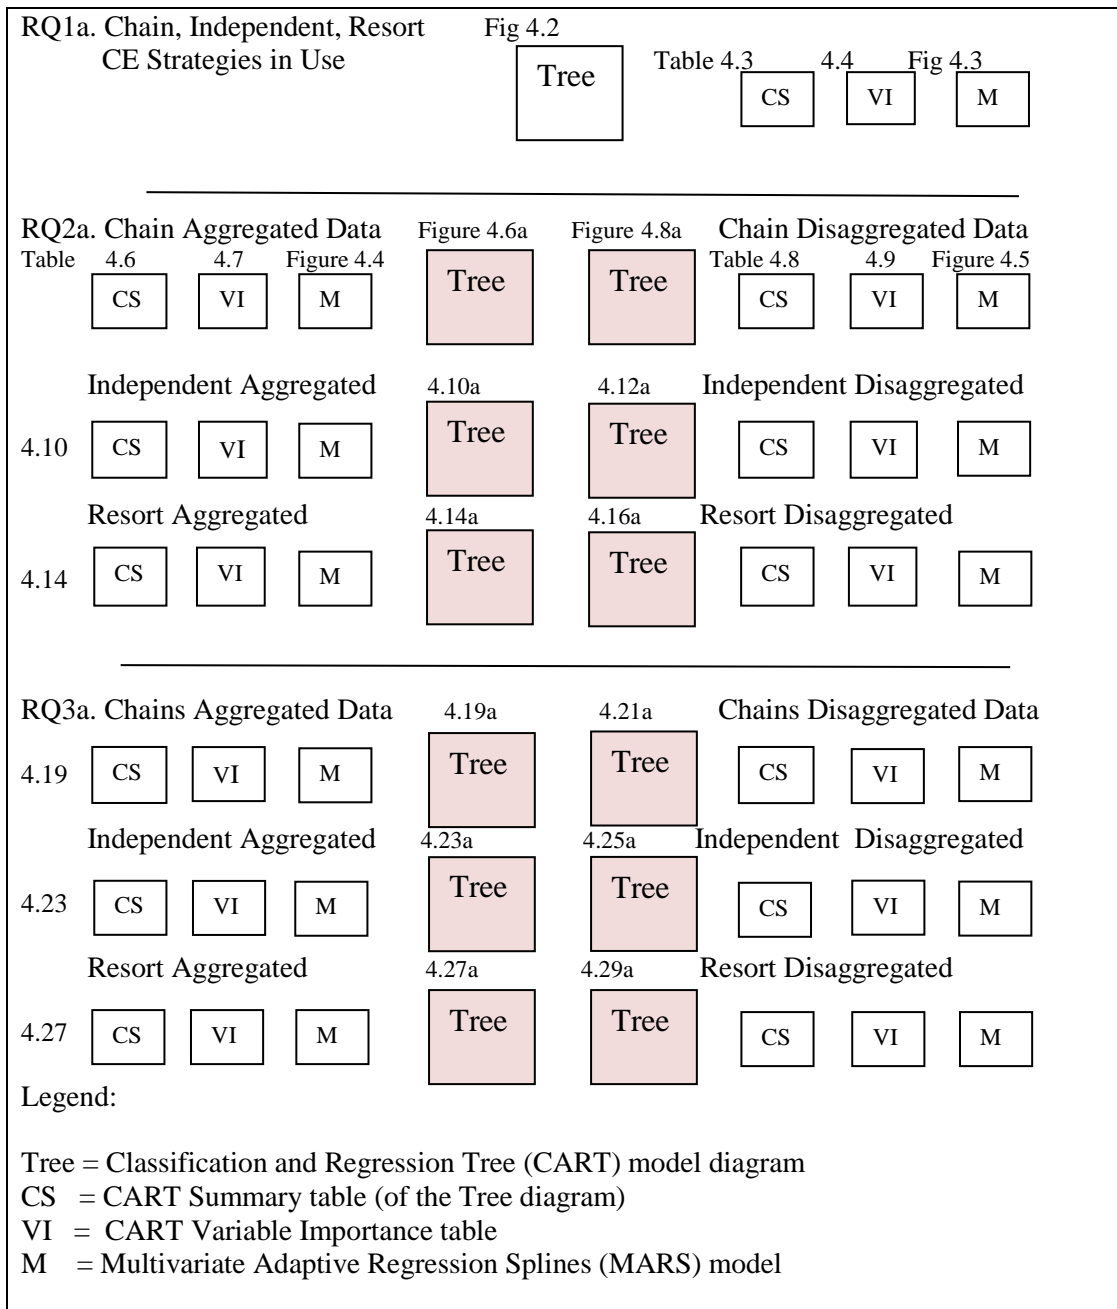 RQ1a. Chain, Independent, Resort Fig 4.2
CE Strategies in Use Tree Table 4.3 4.4 Fig 4.3
CS VI M
RQ2a. Chain Aggregated Data Figure 4.6a Figure 4.8a Chain Disaggregated Data
Table 4.6 4.7 Figure 4.4 Tree Tree Table 4.8 4.9 Figure 4.5
CS VI M CS VI M
Independent Aggregated 4.10a 4.12a Independent Disaggregated
4.10 CS VI M Tree Tree CS VI M
Resort Aggregated 4.14a 4.16a Resort Disaggregated
4.14 CS VI M Tree Tree CS VI M
RQ3a. Chains Aggregated Data 4.19a 4.21a Chains Disaggregated Data
4.19 CS VI M Tree Tree CS VI M
Independent Aggregated 4.23a 4.25a Independent Disaggregated
4.23 CS VI M Tree Tree CS VI M
Resort Aggregated 4.27a 4.29a Resort Disaggregated
4.27 CS VI M Tree Tree CS VI M
Legend:
Tree = Classification and Regression Tree (CART) model diagram
CS = CART Summary table (of the Tree diagram)
VI = CART Variable Importance table
M = Multivariate Adaptive Regression Splines (MARS) model